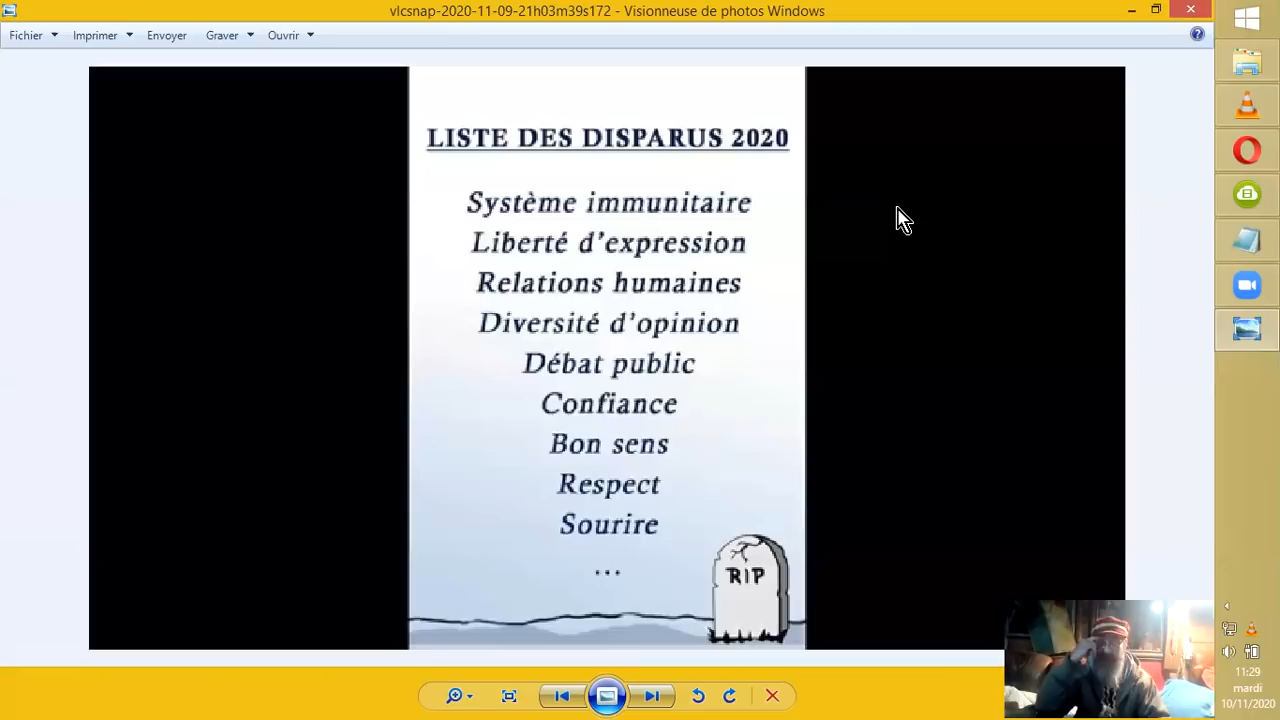 vlcsnap-2020-11-09-21h03m39s172 - Visionneuse de photos Windows
Fichier Imprimer Envoyer Graver Ouvrir
LISTE DES DISPARUS 2020
Système immunitaire
Liberté d'expression
Relations humaines
Diversité d'opinion
Débat public
Confiance
Bon sens
Respect
Sourire
...
RIP
11:29
mardi
10/11/2020